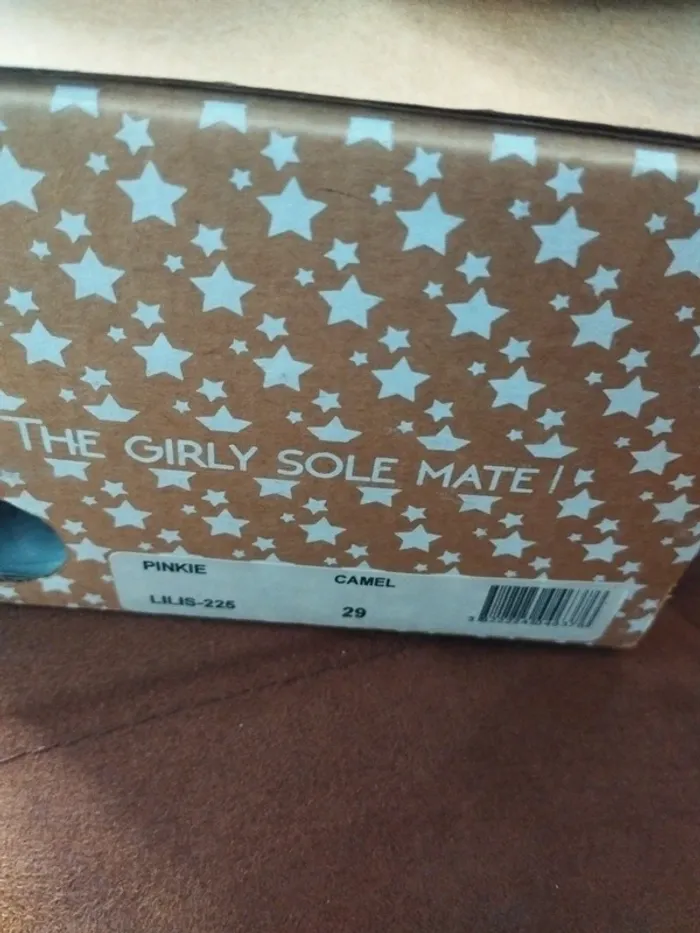 THE GIRLY SOLE MATE !
PINKIE CAMEL
LILIS-225 29